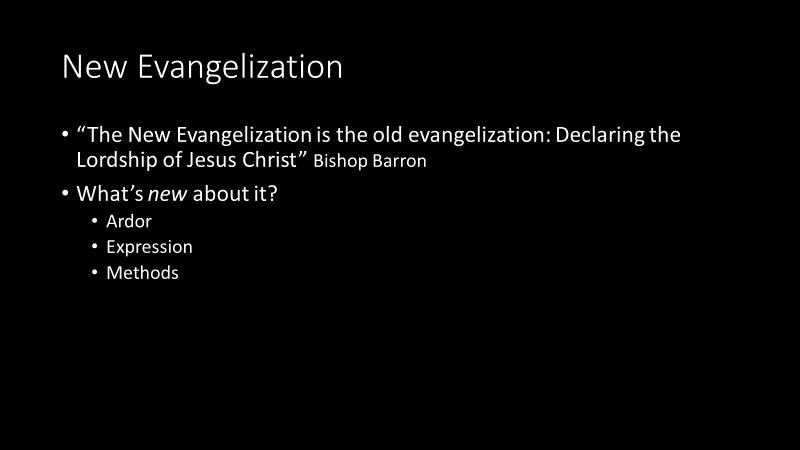 New Evangelization
• “The New Evangelization is the old evangelization: Declaring the
Lordship of Jesus Christ” Bishop Barron
• What’s new about it?
• Ardor
• Expression
• Methods